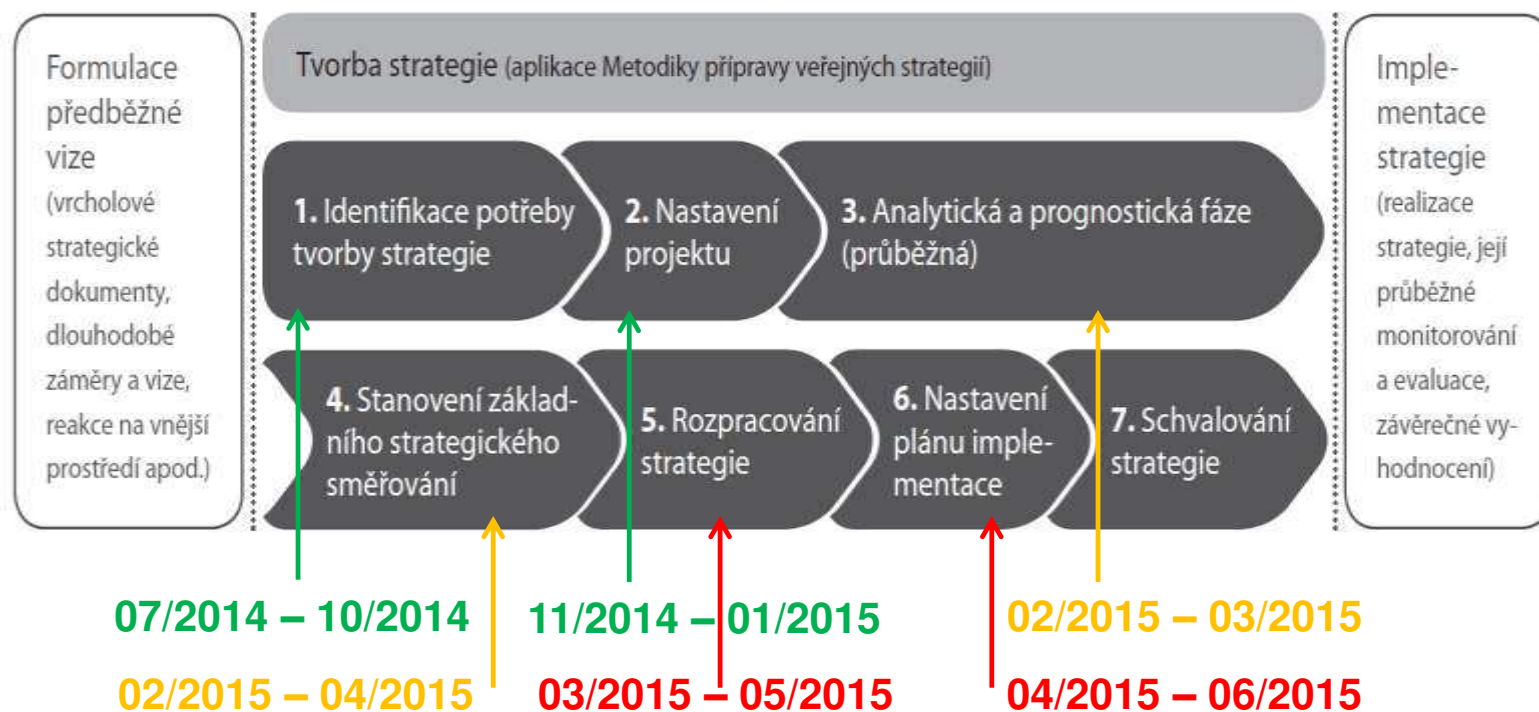 Formulace
předběžné
vize
(vrcholové
strategické
dokumenty,
dlouhodobé
záměry a vize,
reakce na vnější
prostředí apod.)
Tvorba strategie (aplikace Metodiky přípravy veřejných strategií)
1. Identifikace potřeby
tvorby strategie
2. Nastavení
projektu
3. Analytická a prognostická fáze
(průběžná)
4. Stanovení základ-
ního strategického
směřování
5. Rozpracování
strategie
6. Nastavení
plánu imple-
mentace
7. Schvalování
strategie
Imple-
mentace
strategie
(realizace
strategie, její
průběžné
monitorování
a evaluace,
závěrečné vy-
hodnocení)
07/2014 – 10/2014
11/2014 – 01/2015
02/2015 – 03/2015
02/2015 – 04/2015
03/2015 – 05/2015
04/2015 – 06/2015